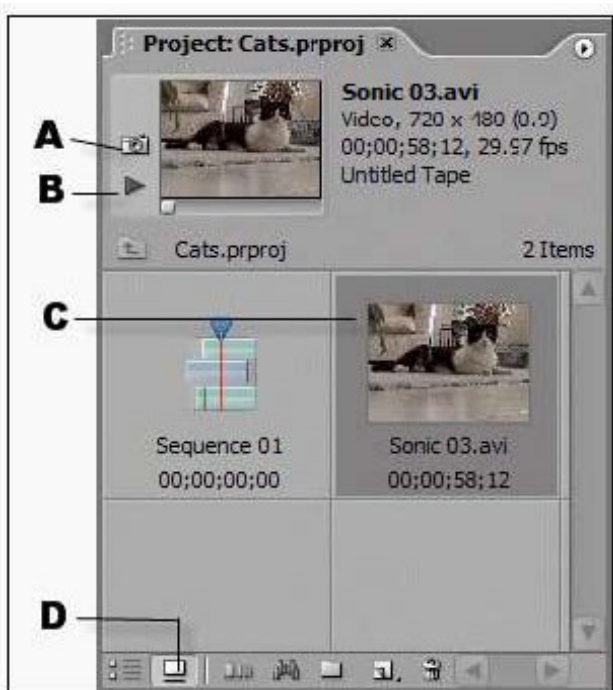 Project: Cats.prproj
Sonic 03.avi
Video, 720 x 480 (0.9)
00;00;58;12, 29.97 fps
Untitled Tape
A
B
Cats.prproj
2 Items
C
Sequence 01
00;00;00;00
Sonic 03.avi
00;00;58;12
D